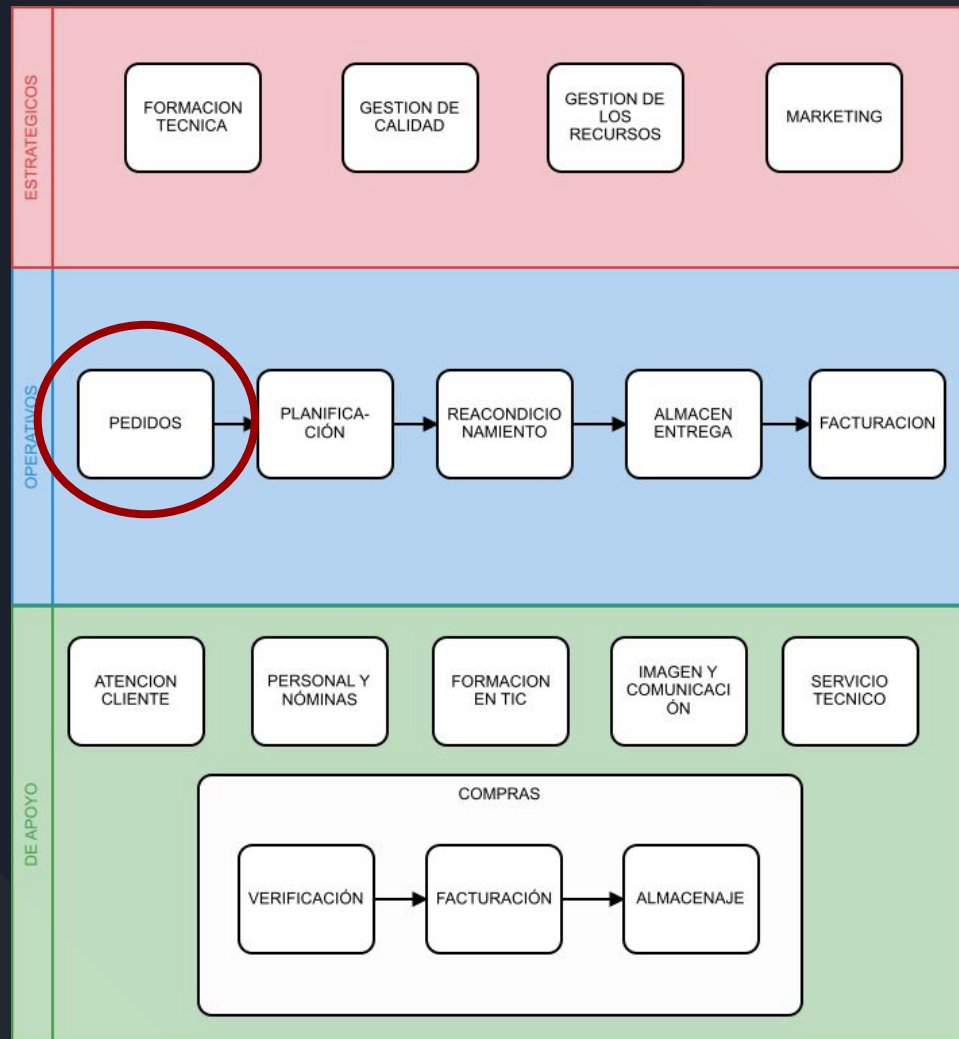 ESTRATEGICOS
FORMACION
TECNICA
GESTION DE
CALIDAD
GESTION DE
LOS
RECURSOS
MARKETING
OPERATIVOS
PEDIDOS
PLANIFICA-
CIÓN
REACONDICIO
NAMIENTO
ALMACEN
ENTREGA
FACTURACION
DE APOYO
ATENCION
CLIENTE
PERSONAL Y
NÓMINAS
FORMACION
EN TIC
IMAGEN Y
COMUNICACI
ÓN
SERVICIO
TECNICO
COMPRAS
VERIFICACIÓN
FACTURACIÓN
ALMACENAJE